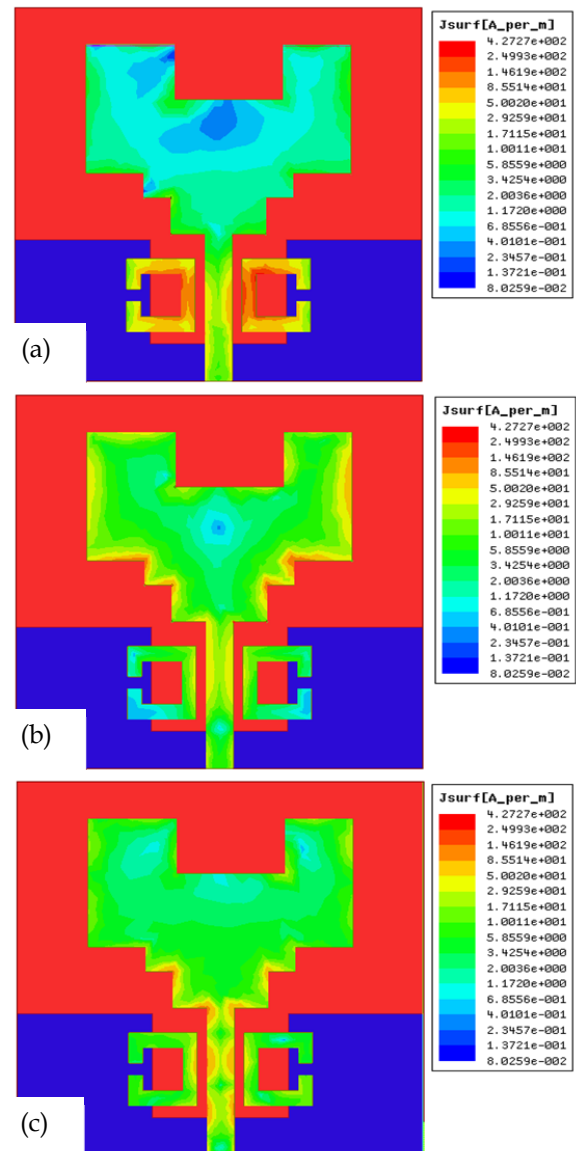 Jsurf[A_per_m]
4.2727e+002
2.4993e+002
1.4619e+002
8.5514e+001
5.0020e+001
2.9259e+001
1.7115e+001
1.0011e+001
5.8559e+000
3.4254e+000
2.0036e+000
1.1720e+000
6.8556e-001
4.0101e-001
2.3457e-001
1.3721e-001
8.0259e-002
(a)
Jsurf[A_per_m]
4.2727e+002
2.4993e+002
1.4619e+002
8.5514e+001
5.0020e+001
2.9259e+001
1.7115e+001
1.0011e+001
5.8559e+000
3.4254e+000
2.0036e+000
1.1720e+000
6.8556e-001
4.0101e-001
2.3457e-001
1.3721e-001
8.0259e-002
(b)
Jsurf[A_per_m]
4.2727e+002
2.4993e+002
1.4619e+002
8.5514e+001
5.0020e+001
2.9259e+001
1.7115e+001
1.0011e+001
5.8559e+000
3.4254e+000
2.0036e+000
1.1720e+000
6.8556e-001
4.0101e-001
2.3457e-001
1.3721e-001
8.0259e-002
(c)